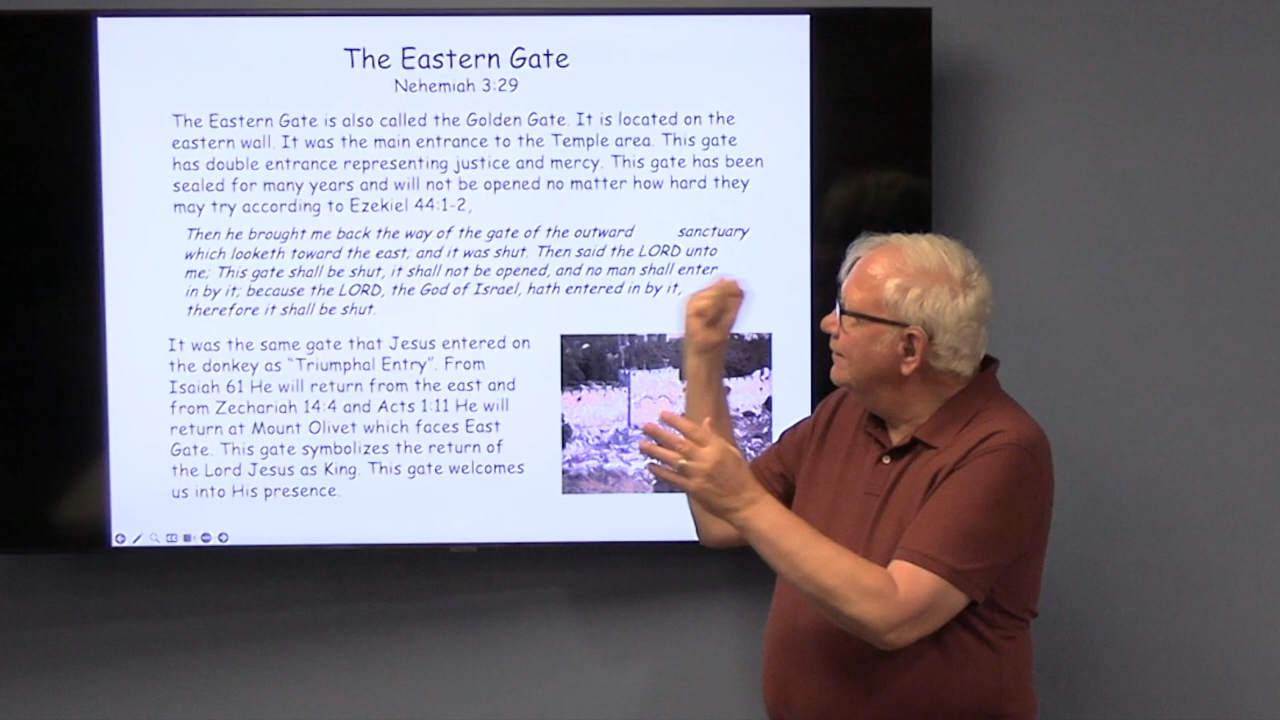 The Eastern Gate
Nehemiah 3:29
The Eastern Gate is also called the Golden Gate. It is located on the
eastern wall. It was the main entrance to the Temple area. This gate
has double entrance representing justice and mercy. This gate has been
sealed for many years and will not be opened no matter how hard they
may try according to Ezekiel 44:1-2,
Then he brought me back the way of the gate of the outward sanctuary
which looketh toward the east; and it was shut. Then said the LORD unto
me; This gate shall be shut, it shall not be opened, and no man shall enter
in by it; because the LORD, the God of Israel, hath entered in by it,
therefore it shall be shut.
It was the same gate that Jesus entered on
the donkey as "Triumphal Entry". From
Isaiah 61 He will return from the east and
from Zechariah 14:4 and Acts 1:11 He will
return at Mount Olivet which faces East
Gate. This gate symbolizes the return of
the Lord Jesus as King. This gate welcomes
us into His presence.